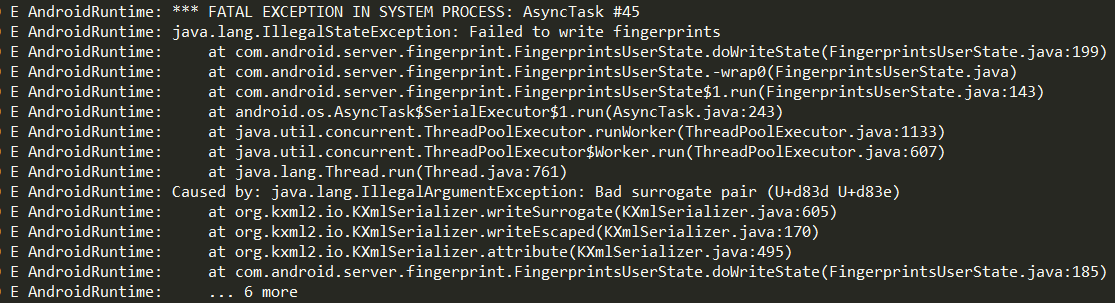 E AndroidRuntime: *** FATAL EXCEPTION IN SYSTEM PROCESS: AsyncTask #45
E AndroidRuntime: java.lang.IllegalStateException: Failed to write fingerprints
E AndroidRuntime:     at com.android.server.fingerprint.FingerprintsUserState.doWriteState(FingerprintsUserState.java:199)
E AndroidRuntime:     at com.android.server.fingerprint.FingerprintsUserState.-wrap0(FingerprintsUserState.java)
E AndroidRuntime:     at com.android.server.fingerprint.FingerprintsUserState$1.run(FingerprintsUserState.java:143)
E AndroidRuntime:     at android.os.AsyncTask$SerialExecutor$1.run(AsyncTask.java:243)
E AndroidRuntime:     at java.util.concurrent.ThreadPoolExecutor.runWorker(ThreadPoolExecutor.java:1133)
E AndroidRuntime:     at java.util.concurrent.ThreadPoolExecutor$Worker.run(ThreadPoolExecutor.java:607)
E AndroidRuntime:     at java.lang.Thread.run(Thread.java:761)
E AndroidRuntime: Caused by: java.lang.IllegalArgumentException: Bad surrogate pair (U+d83d U+d83e)
E AndroidRuntime:     at org.kxml2.io.KXmlSerializer.writeSurrogate(KXmlSerializer.java:605)
E AndroidRuntime:     at org.kxml2.io.KXmlSerializer.writeEscaped(KXmlSerializer.java:170)
E AndroidRuntime:     at org.kxml2.io.KXmlSerializer.attribute(KXmlSerializer.java:495)
E AndroidRuntime:     at com.android.server.fingerprint.FingerprintsUserState.doWriteState(FingerprintsUserState.java:185)
E AndroidRuntime:     ... 6 more